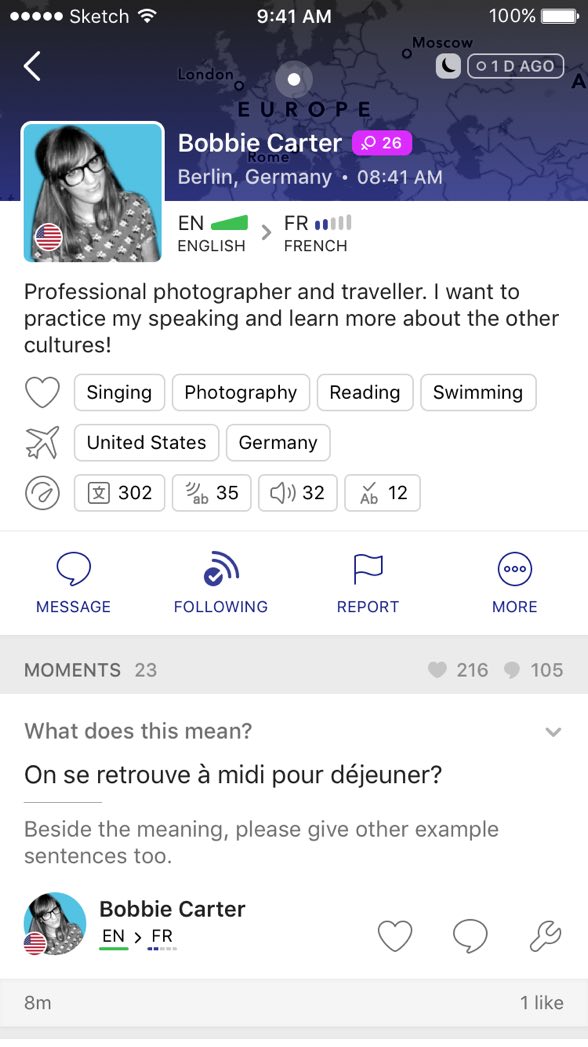 Sketch 9:41 AM 100%
Moscow
London
1 D AGO
A
EUROPE
Bobbie Carter 26
Rome
Berlin, Germany • 08:41 AM
EN FR
ENGLISH FRENCH
Professional photographer and traveller. I want to
practice my speaking and learn more about the other
cultures!
Singing Photography Reading Swimming
United States Germany
文 302 ab 35 32 Ab 12
MESSAGE FOLLOWING REPORT MORE
MOMENTS 23 216 105
What does this mean?
On se retrouve à midi pour déjeuner?
Beside the meaning, please give other example
sentences too.
Bobbie Carter
EN > FR
8m 1 like